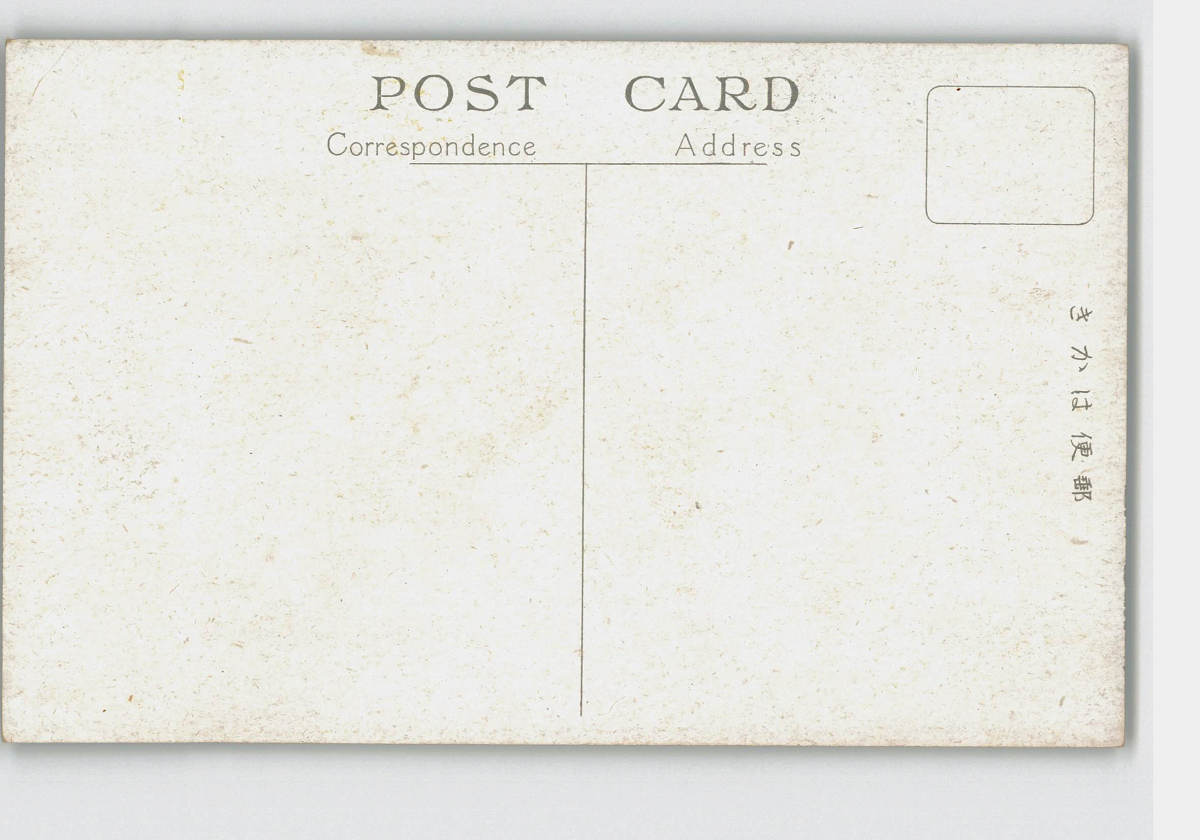 POST CARD
Correspondence Address
郵便はかき